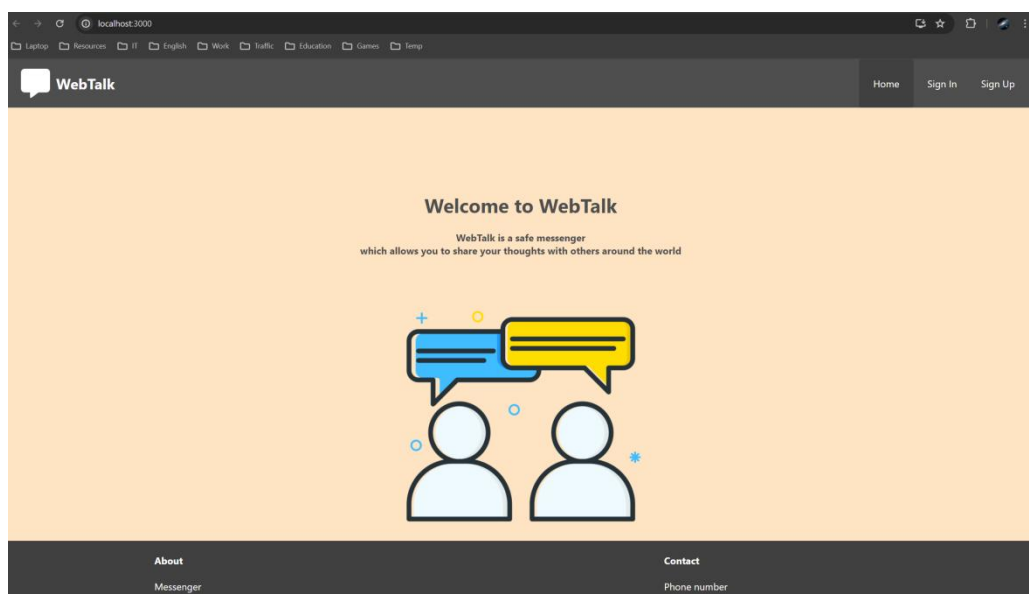 localhost:3000
Laptop Resources IT English Work Traffic Education Games Temp
WebTalk Home Sign In Sign Up
Welcome to WebTalk
WebTalk is a safe messenger
which allows you to share your thoughts with others around the world
About Contact
Messenger Phone number